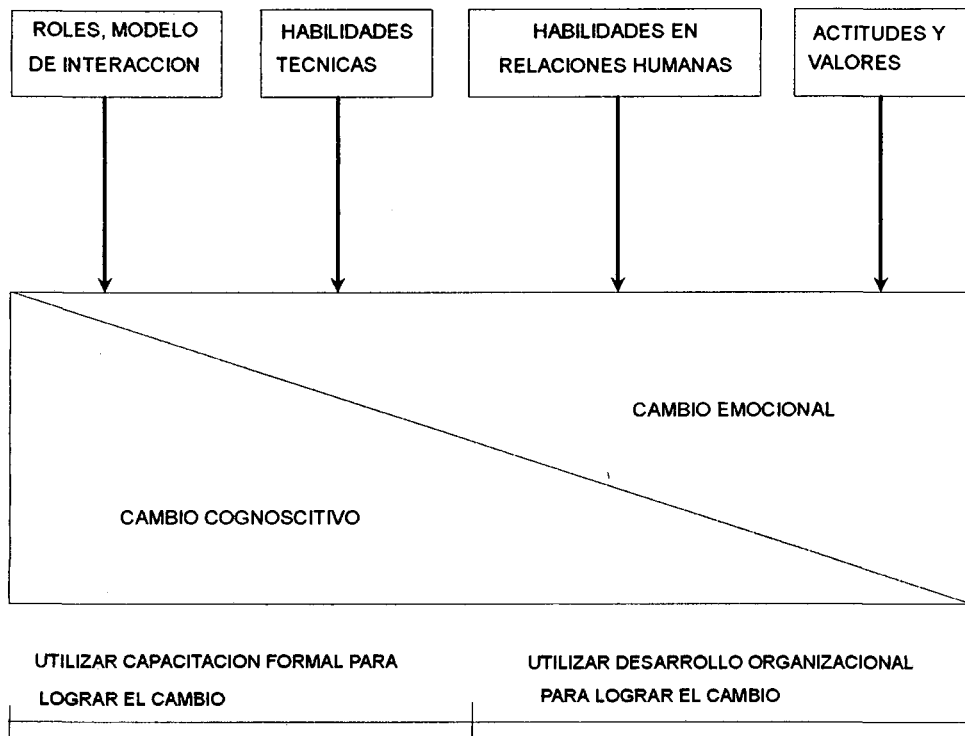 ROLES, MODELO
DE INTERACCION
HABILIDADES
TECNICAS
HABILIDADES EN
RELACIONES HUMANAS
ACTITUDES Y
VALORES
CAMBIO EMOCIONAL
CAMBIO COGNOSCITIVO
UTILIZAR CAPACITACION FORMAL PARA
LOGRAR EL CAMBIO
UTILIZAR DESARROLLO ORGANIZACIONAL
PARA LOGRAR EL CAMBIO